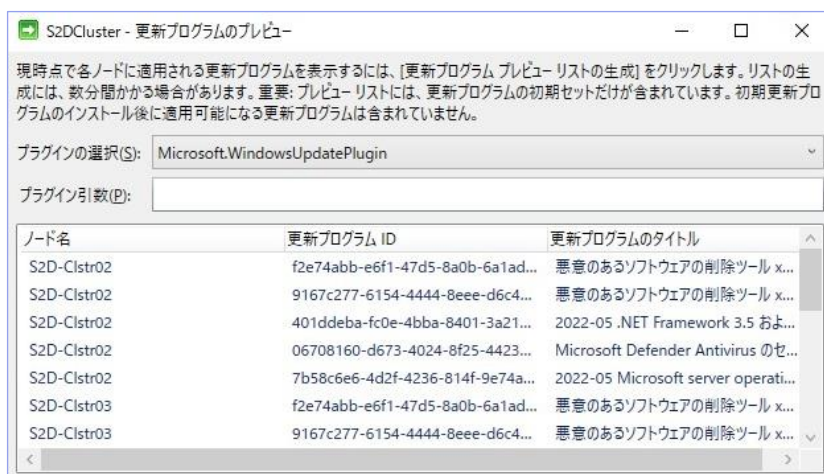 S2DCluster - 更新プログラムのプレビュー
現時点で各ノードに適用される更新プログラムを表示するには、[更新プログラム プレビュー リストの生成] をクリックします。リストの生
成には、数分間かかる場合があります。重要: プレビュー リストには、更新プログラムの初期セットだけが含まれています。初期更新プロ
グラムのインストール後に適用可能になる更新プログラムは含まれていません。
プラグインの選択(S): Microsoft.WindowsUpdatePlugin
プラグイン引数(P):
ノード名 更新プログラム ID 更新プログラムのタイトル
S2D-Clstr02 f2e74abb-e6f1-47d5-8a0b-6a1ad... 悪意のあるソフトウェアの削除ツール x...
S2D-Clstr02 9167c277-6154-4444-8eee-d6c4... 悪意のあるソフトウェアの削除ツール x...
S2D-Clstr02 401ddeba-fc0e-4bba-8401-3a21... 2022-05 .NET Framework 3.5 およ...
S2D-Clstr02 06708160-d673-4024-8f25-4423... Microsoft Defender Antivirus のセ...
S2D-Clstr02 7b58c6e6-4d2f-4236-814f-9e74a... 2022-05 Microsoft server operati...
S2D-Clstr03 f2e74abb-e6f1-47d5-8a0b-6a1ad... 悪意のあるソフトウェアの削除ツール x...
S2D-Clstr03 9167c277-6154-4444-8eee-d6c4... 悪意のあるソフトウェアの削除ツール x...